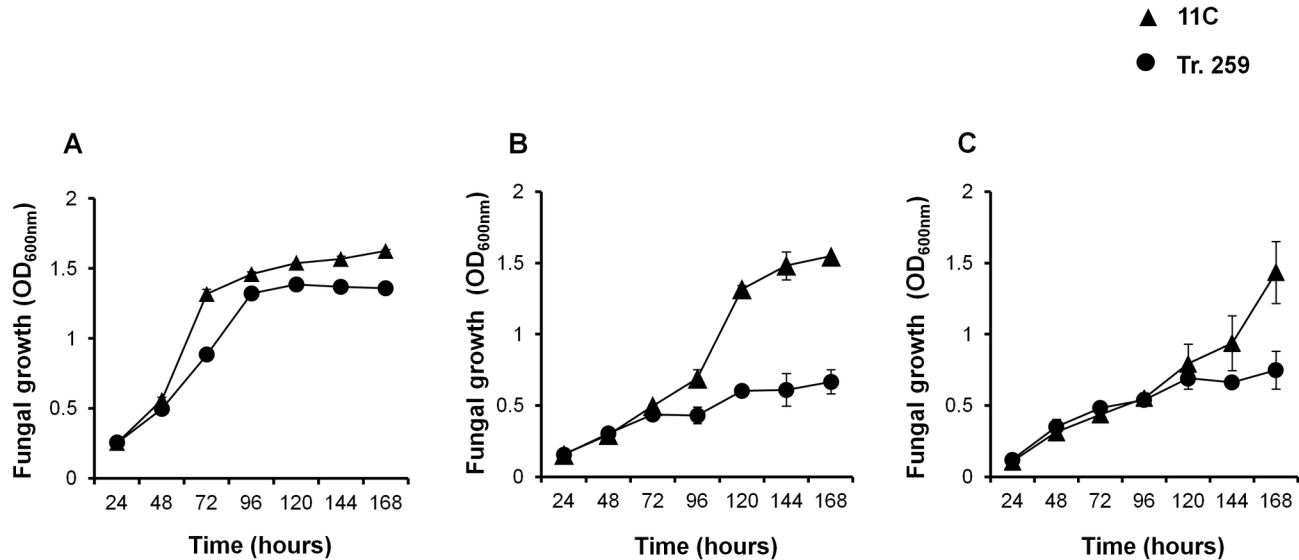 11C
Tr. 259
A
Fungal growth (OD600nm)
2
1.5
1
0.5
0
24 48 72 96 120 144 168
Time (hours)
B
Fungal growth (OD600nm)
2
1.5
1
0.5
0
24 48 72 96 120 144 168
Time (hours)
C
Fungal growth (OD600nm)
2
1.5
1
0.5
0
24 48 72 96 120 144 168
Time (hours)